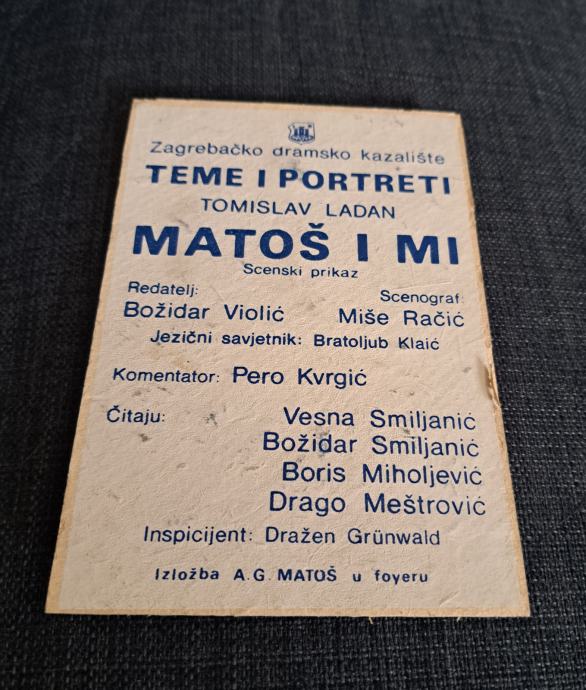 Zagrebačko dramsko kazalište
TEME I PORTRETI
TOMISLAV LADAN
MATOŠ I MI
Scenski prikaz
Redatelj:
Božidar Violić
Scenograf:
Miše Račić
Jezični savjetnik: Bratoljub Klaić
Komentator: Pero Kvrgić
Čitaju: Vesna Smiljanić
Božidar Smiljanić
Boris Miholjević
Drago Meštrović
Inspicijent: Dražen Grünwald
Izložba A.G. MATOŠ u foyeru